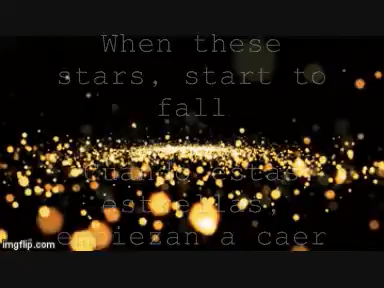 When these
stars, start to
fall
Cuando estas
estrellas,
empiezan a caer
imgflip.com